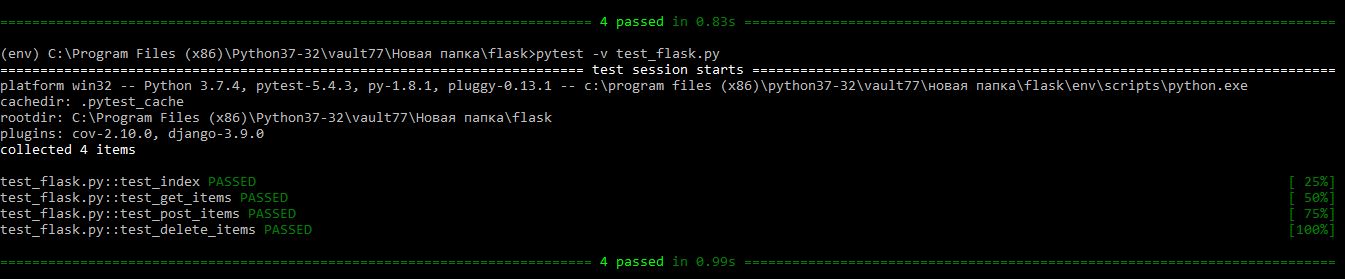 ============================================================================ 4 passed in 0.83s ============================================================================
(env) C:\Program Files (x86)\Python37-32\vault77\Новая папка\flask>pytest -v test_flask.py
=========================================================================== test session starts ===========================================================================
platform win32 -- Python 3.7.4, pytest-5.4.3, py-1.8.1, pluggy-0.13.1 -- c:\program files (x86)\python37-32\vault77\новая папка\flask\env\scripts\python.exe
cachedir: .pytest_cache
rootdir: C:\Program Files (x86)\Python37-32\vault77\Новая папка\flask
plugins: cov-2.10.0, django-3.9.0
collected 4 items
test_flask.py::test_index PASSED [ 25%]
test_flask.py::test_get_items PASSED [ 50%]
test_flask.py::test_post_items PASSED [ 75%]
test_flask.py::test_delete_items PASSED [100%]
============================================================================ 4 passed in 0.99s ============================================================================